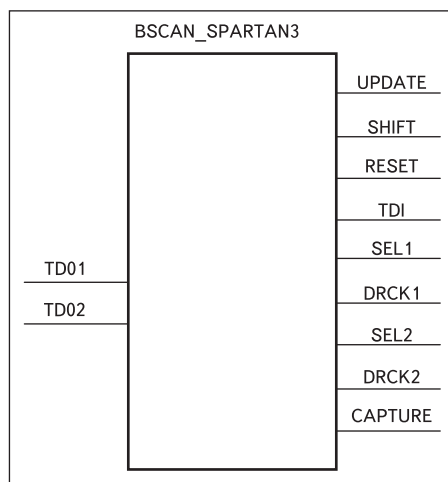 BSCAN_SPARTAN3
UPDATE
SHIFT
RESET
TDI
SEL1
TD01
DRCK1
TD02
SEL2
DRCK2
CAPTURE